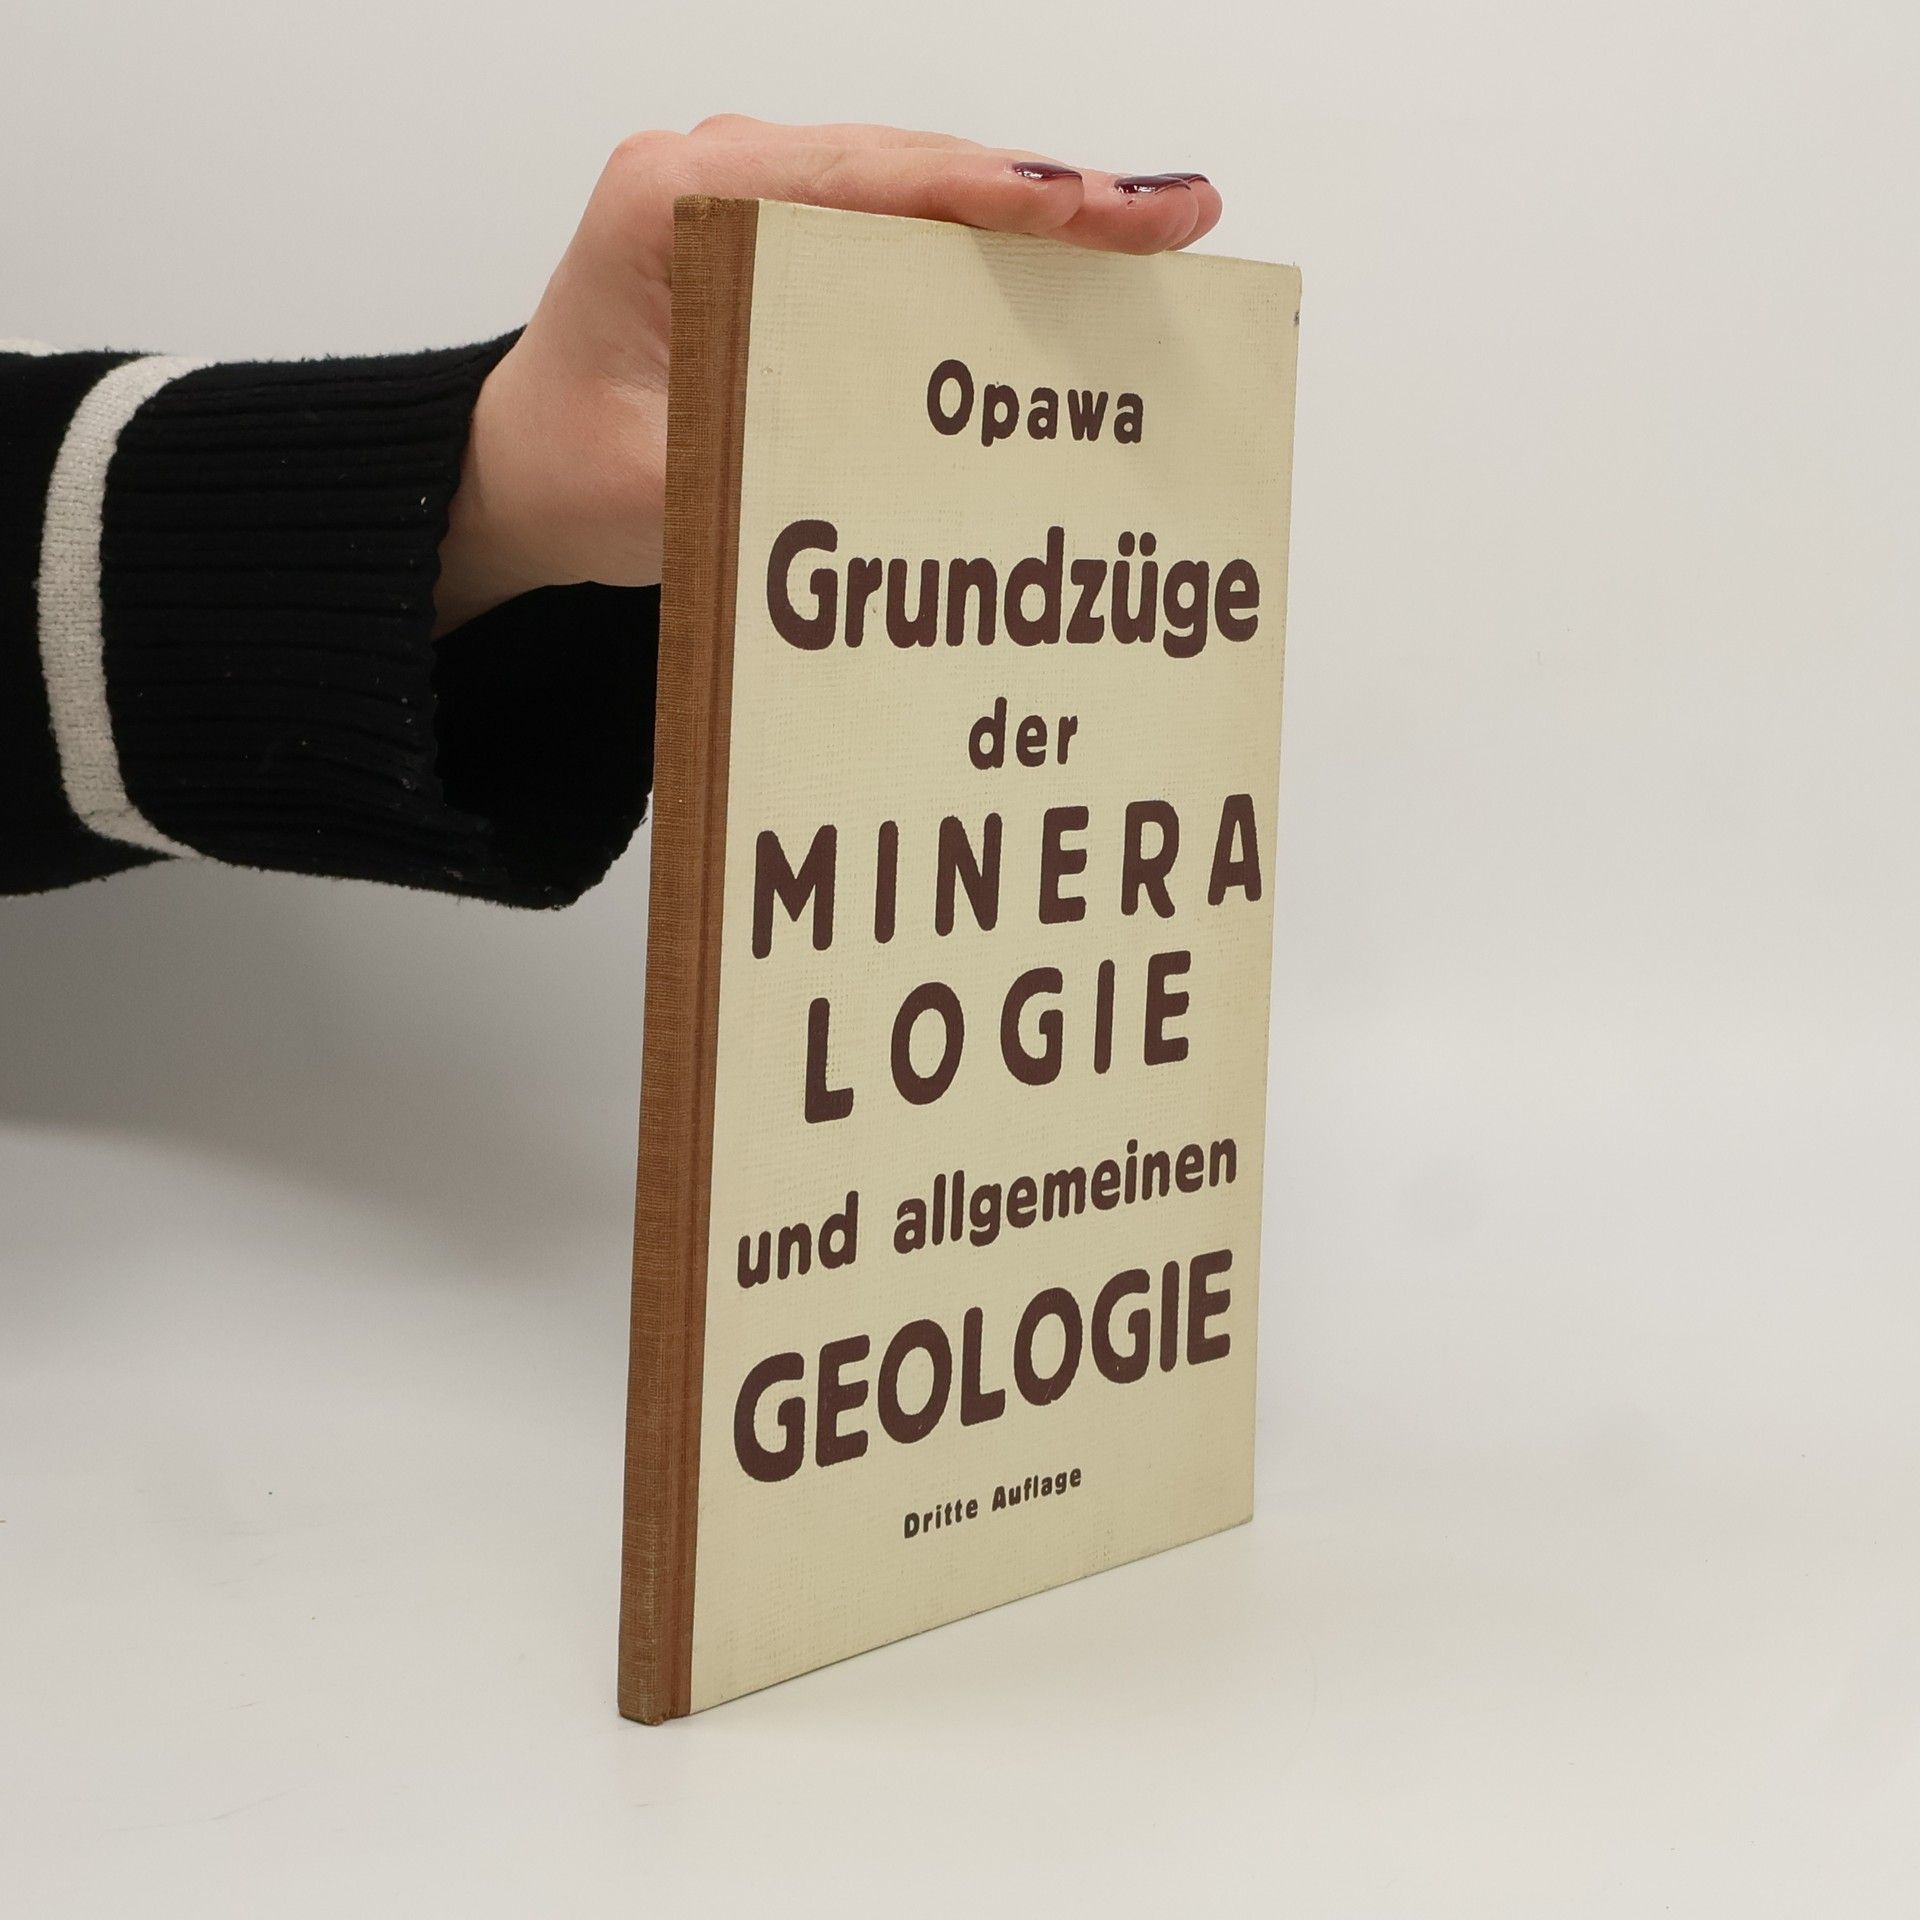 Opawa
Grundzüge
der
MINERA
LOGIE
und allgemeinen
GEOLOGIE
Dritte Auflage